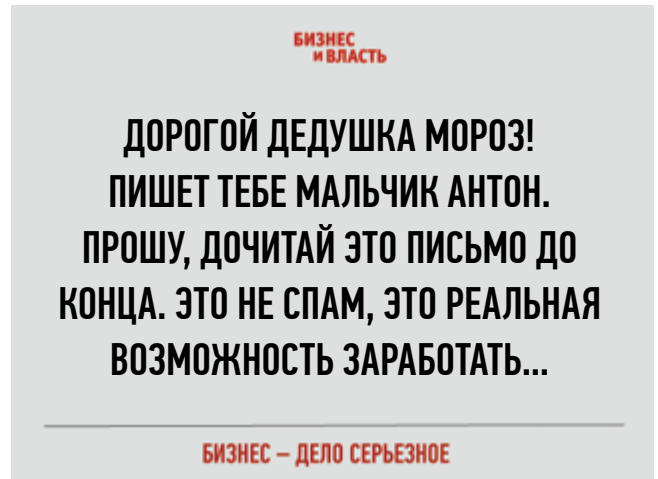 БИЗНЕС
И ВЛАСТЬ
ДОРОГОЙ ДЕДУШКА МОРОЗ!
ПИШЕТ ТЕБЕ МАЛЬЧИК АНТОН.
ПРОШУ, ДОЧИТАЙ ЭТО ПИСЬМО ДО
КОНЦА. ЭТО НЕ СПАМ, ЭТО РЕАЛЬНАЯ
ВОЗМОЖНОСТЬ ЗАРАБОТАТЬ...
БИЗНЕС – ДЕЛО СЕРЬЕЗНОЕ